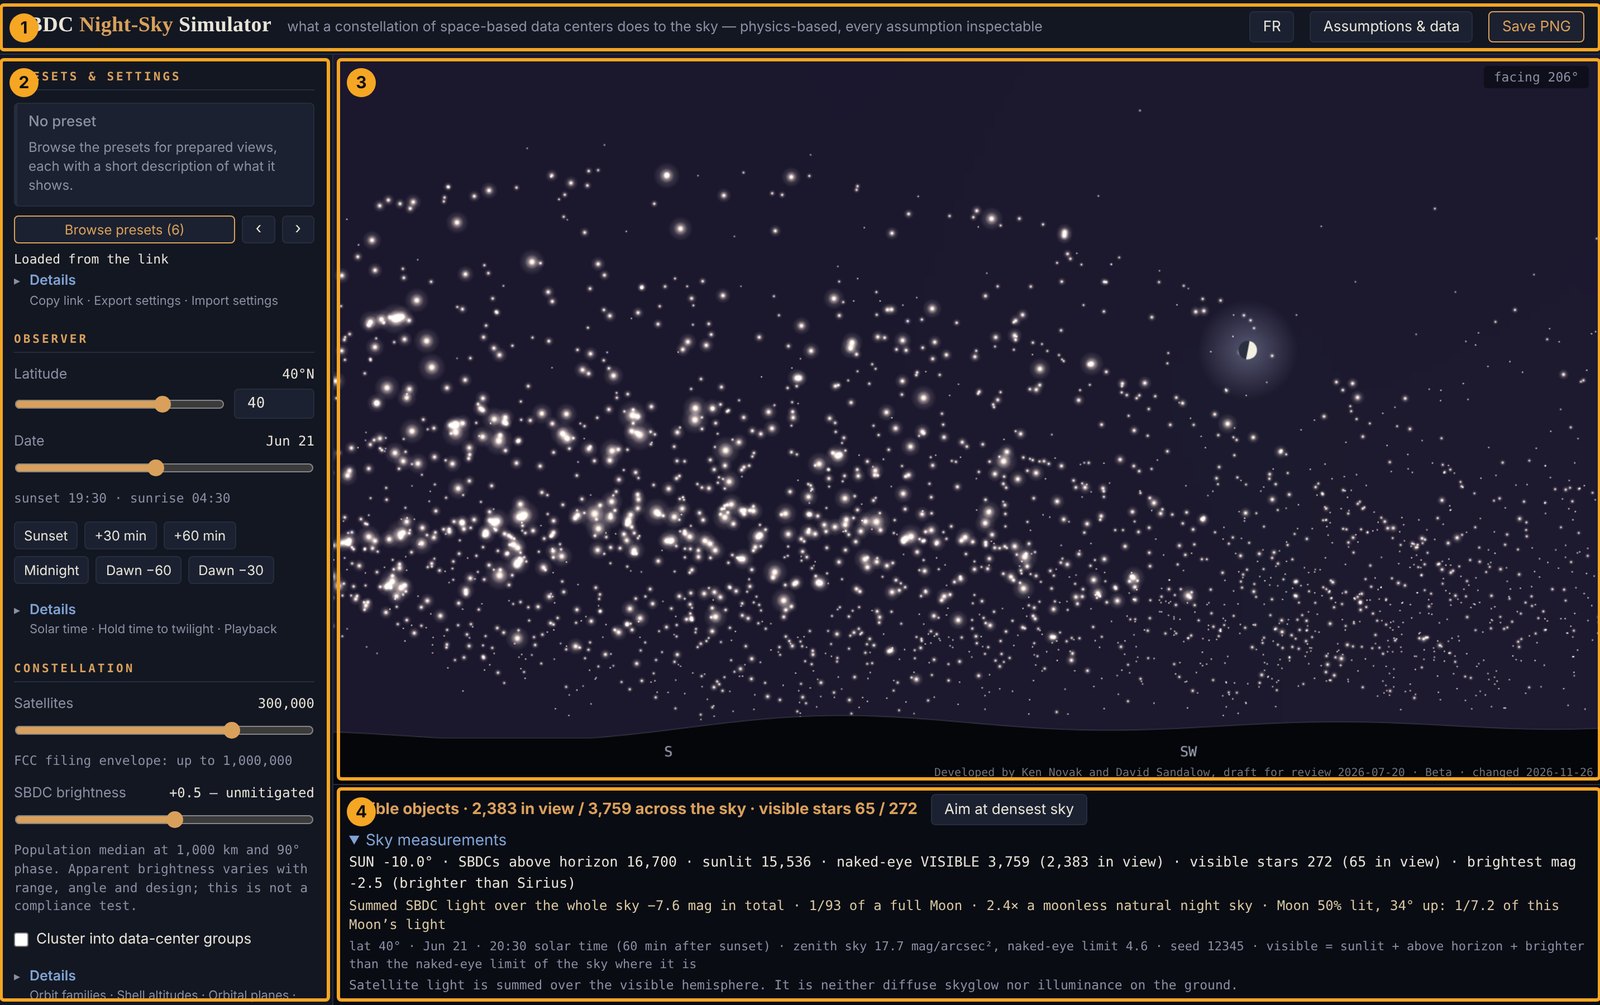 1
BDC Night-Sky Simulator
what a constellation of space-based data centers does to the sky — physics-based, every assumption inspectable
FR
Assumptions & data
Save PNG
2
SETS & SETTINGS
No preset
Browse the presets for prepared views,
each with a short description of what it
shows.
Browse presets (6)
‹
›
Loaded from the link
▸ Details
Copy link · Export settings · Import settings
OBSERVER
Latitude 40°N
40
Date Jun 21
sunset 19:30 · sunrise 04:30
Sunset
+30 min
+60 min
Midnight
Dawn −60
Dawn −30
▸ Details
Solar time · Hold time to twilight · Playback
CONSTELLATION
Satellites 300,000
FCC filing envelope: up to 1,000,000
SBDC brightness +0.5 — unmitigated
Population median at 1,000 km and 90°
phase. Apparent brightness varies with
range, angle and design; this is not a
compliance test.
Cluster into data-center groups
▸ Details
Orbit families · Shell altitudes · Orbital planes ·
3
facing 206°
S
SW
Developed by Ken Novak and David Sandalow, draft for review 2026-07-20 · Beta · changed 2026-11-26
4
ible objects · 2,383 in view / 3,759 across the sky · visible stars 65 / 272
Aim at densest sky
▼ Sky measurements
SUN -10.0° · SBDCs above horizon 16,700 · sunlit 15,536 · naked-eye VISIBLE 3,759 (2,383 in view) · visible stars 272 (65 in view) · brightest mag
-2.5 (brighter than Sirius)
Summed SBDC light over the whole sky −7.6 mag in total · 1/93 of a full Moon · 2.4× a moonless natural night sky · Moon 50% lit, 34° up: 1/7.2 of this
Moon’s light
lat 40° · Jun 21 · 20:30 solar time (60 min after sunset) · zenith sky 17.7 mag/arcsec², naked-eye limit 4.6 · seed 12345 · visible = sunlit + above horizon + brighter
than the naked-eye limit of the sky where it is
Satellite light is summed over the visible hemisphere. It is neither diffuse skyglow nor illuminance on the ground.